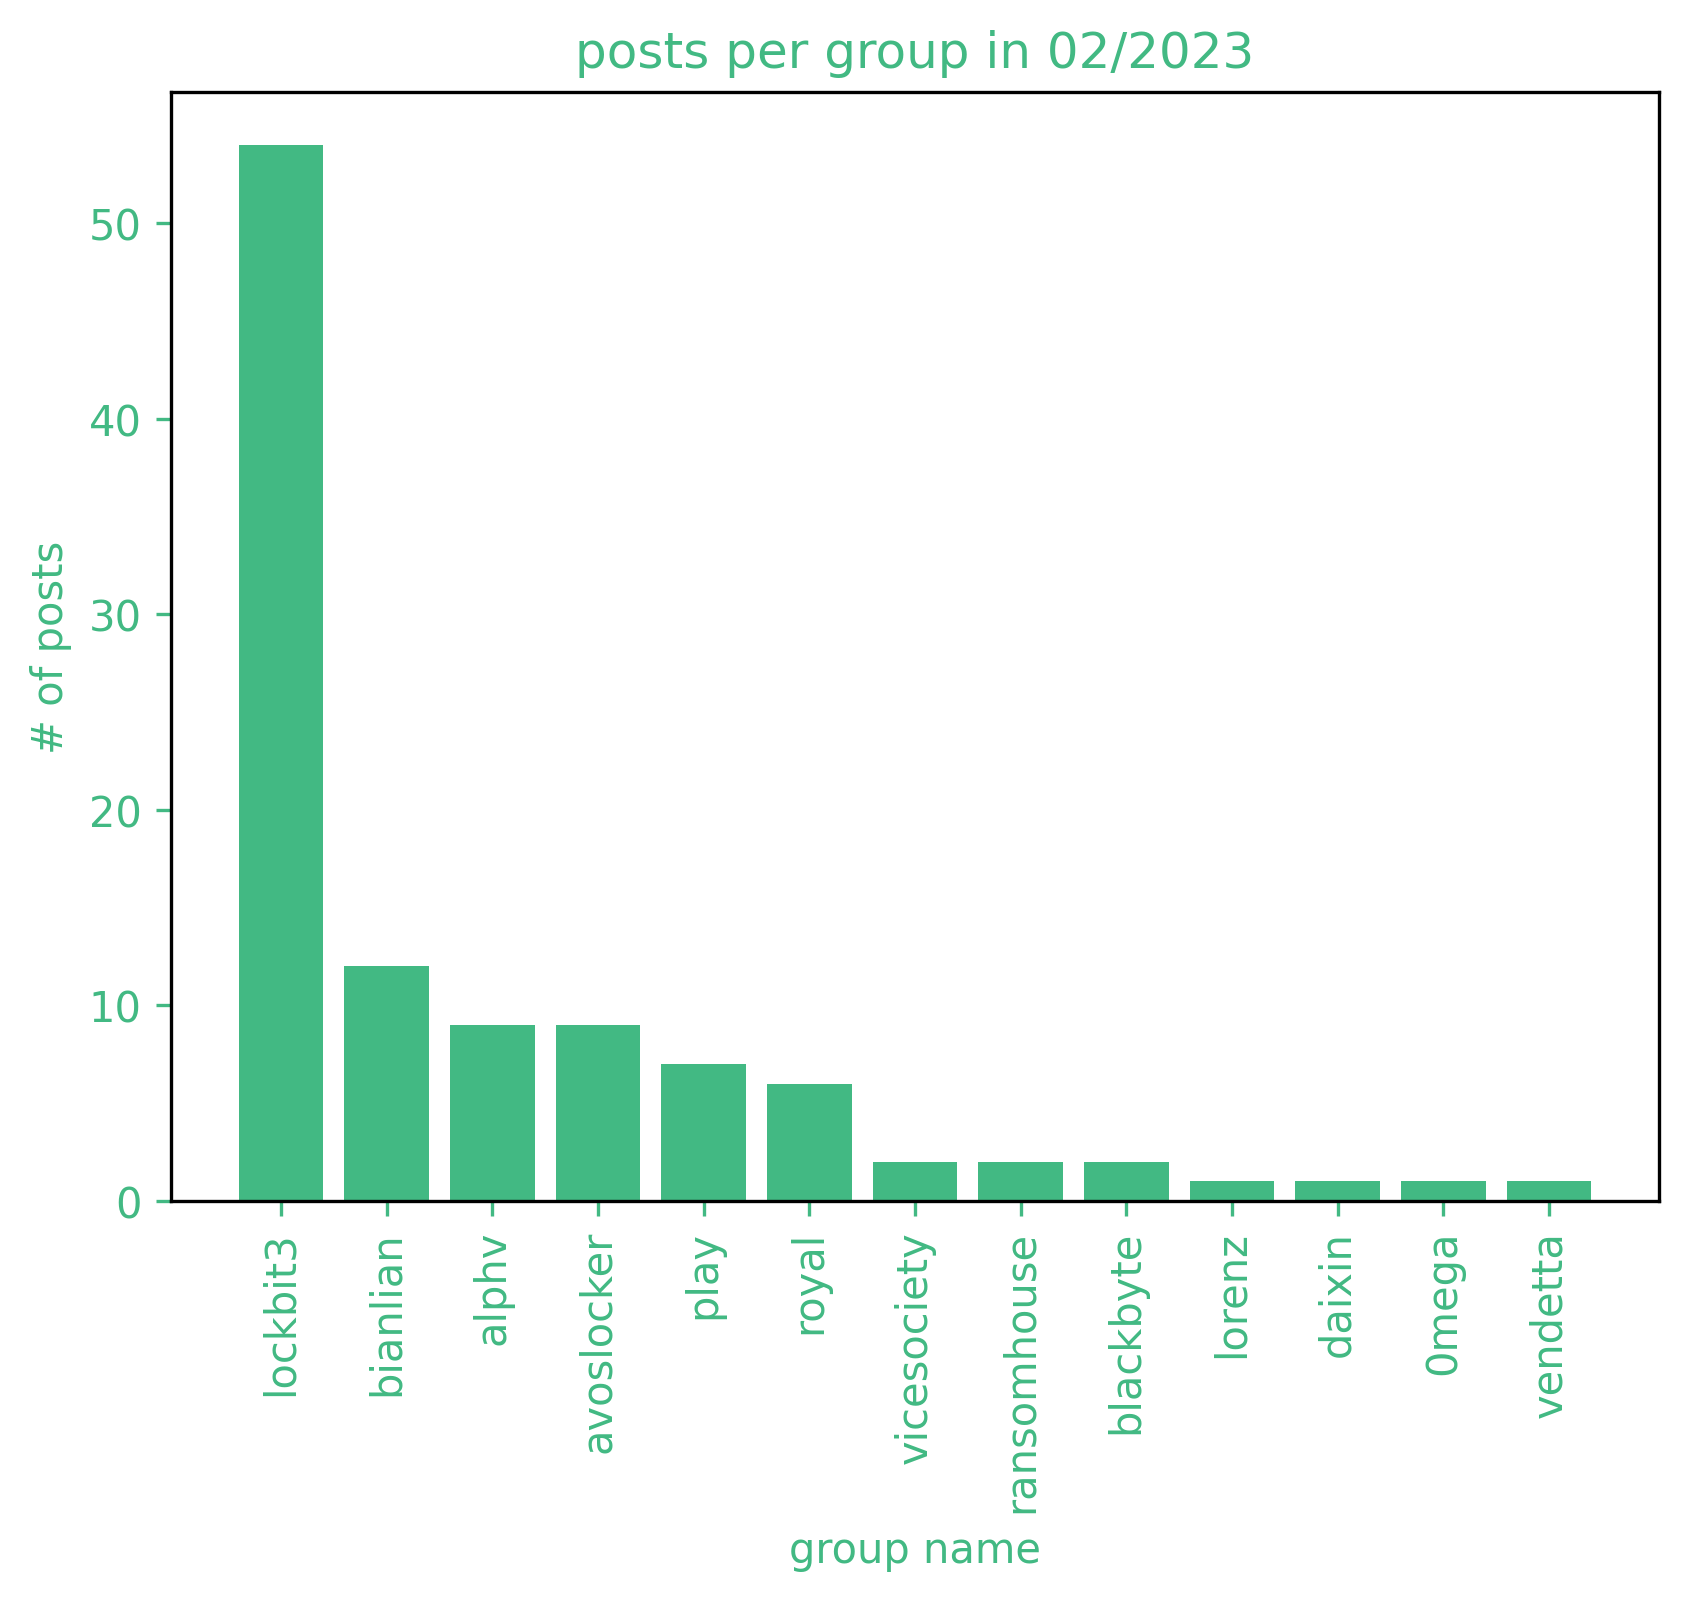 posts per group in 02/2023
# of posts
50
40
30
20
10
0
lockbit3
bianlian
alphv
avoslocker
play
royal
vicesociety
ransomhouse
blackbyte
lorenz
daixin
0mega
vendetta
group name